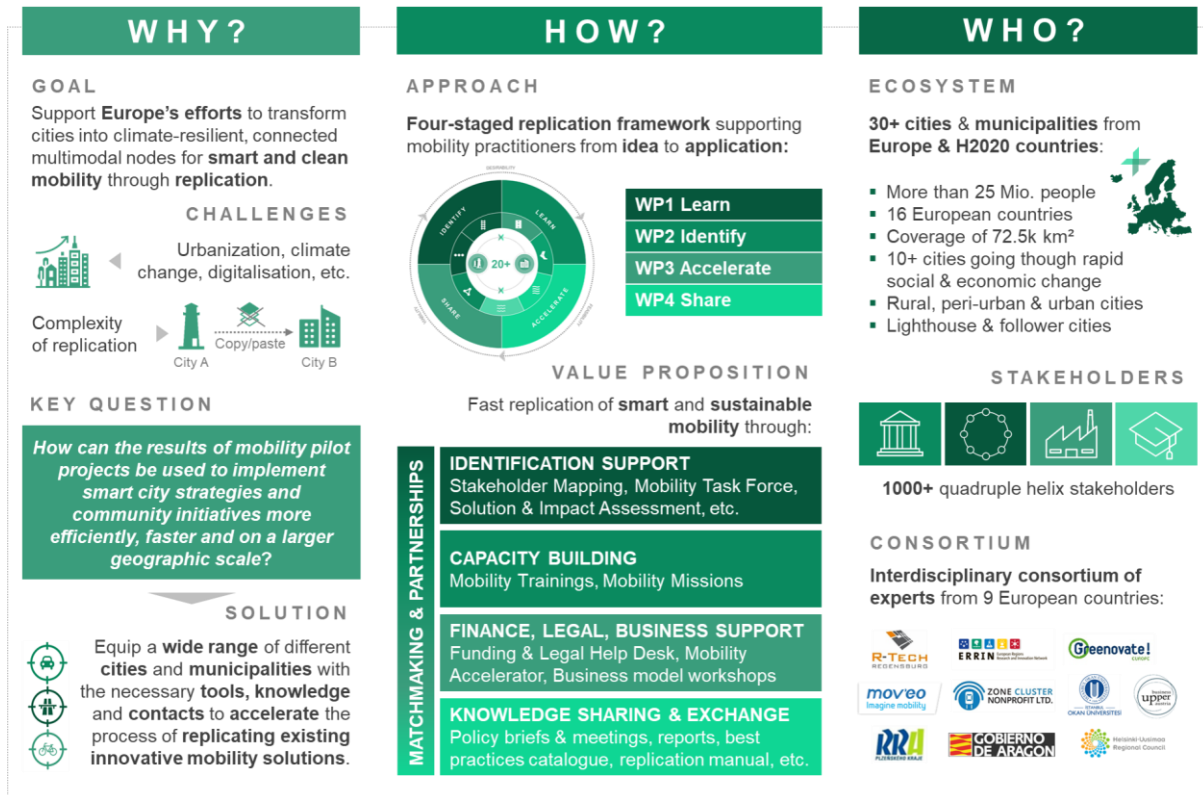 WHY?
GOAL
Support Europe's efforts to transform
cities into climate-resilient, connected
multimodal nodes for smart and clean
mobility through replication.
CHALLENGES
Urbanization, climate
change, digitalisation, etc.
Complexity
of replication
Copy/paste
City A
City B
KEY QUESTION
How can the results of mobility pilot
projects be used to implement
smart city strategies and
community initiatives more
efficiently, faster and on a larger
geographic scale?
SOLUTION
Equip a wide range of different
cities and municipalities with
the necessary tools, knowledge
and contacts to accelerate the
process of replicating existing
innovative mobility solutions.
HOW?
APPROACH
Four-staged replication framework supporting
mobility practitioners from idea to application:
IDENTIFY
LEARN
SHARE
ACCELERATE
20+
WP1 Learn
WP2 Identify
WP3 Accelerate
WP4 Share
VALUE PROPOSITION
Fast replication of smart and sustainable
mobility through:
MATCHMAKING & PARTNERSHIPS
IDENTIFICATION SUPPORT
Stakeholder Mapping, Mobility Task Force,
Solution & Impact Assessment, etc.
CAPACITY BUILDING
Mobility Trainings, Mobility Missions
FINANCE, LEGAL, BUSINESS SUPPORT
Funding & Legal Help Desk, Mobility
Accelerator, Business model workshops
KNOWLEDGE SHARING & EXCHANGE
Policy briefs & meetings, reports, best
practices catalogue, replication manual, etc.
WHO?
ECOSYSTEM
30+ cities & municipalities from
Europe & H2020 countries:
▪ More than 25 Mio. people
▪ 16 European countries
▪ Coverage of 72.5k km²
▪ 10+ cities going though rapid
social & economic change
▪ Rural, peri-urban & urban cities
▪ Lighthouse & follower cities
STAKEHOLDERS
1000+ quadruple helix stakeholders
CONSORTIUM
Interdisciplinary consortium of
experts from 9 European countries:
R-TECH
REGENSBURG
ERRIN
Greenovate!
EUROPE
mov'eo
Imagine mobility
ZONE CLUSTER
NONPROFIT LTD.
OKAN ÜNİVERSİTESİ
business
upper
austria
RRA
PLZEŇSKÉHO KRAJE
GOBIERNO
DE ARAGON
Helsinki-Uusimaa
Regional Council